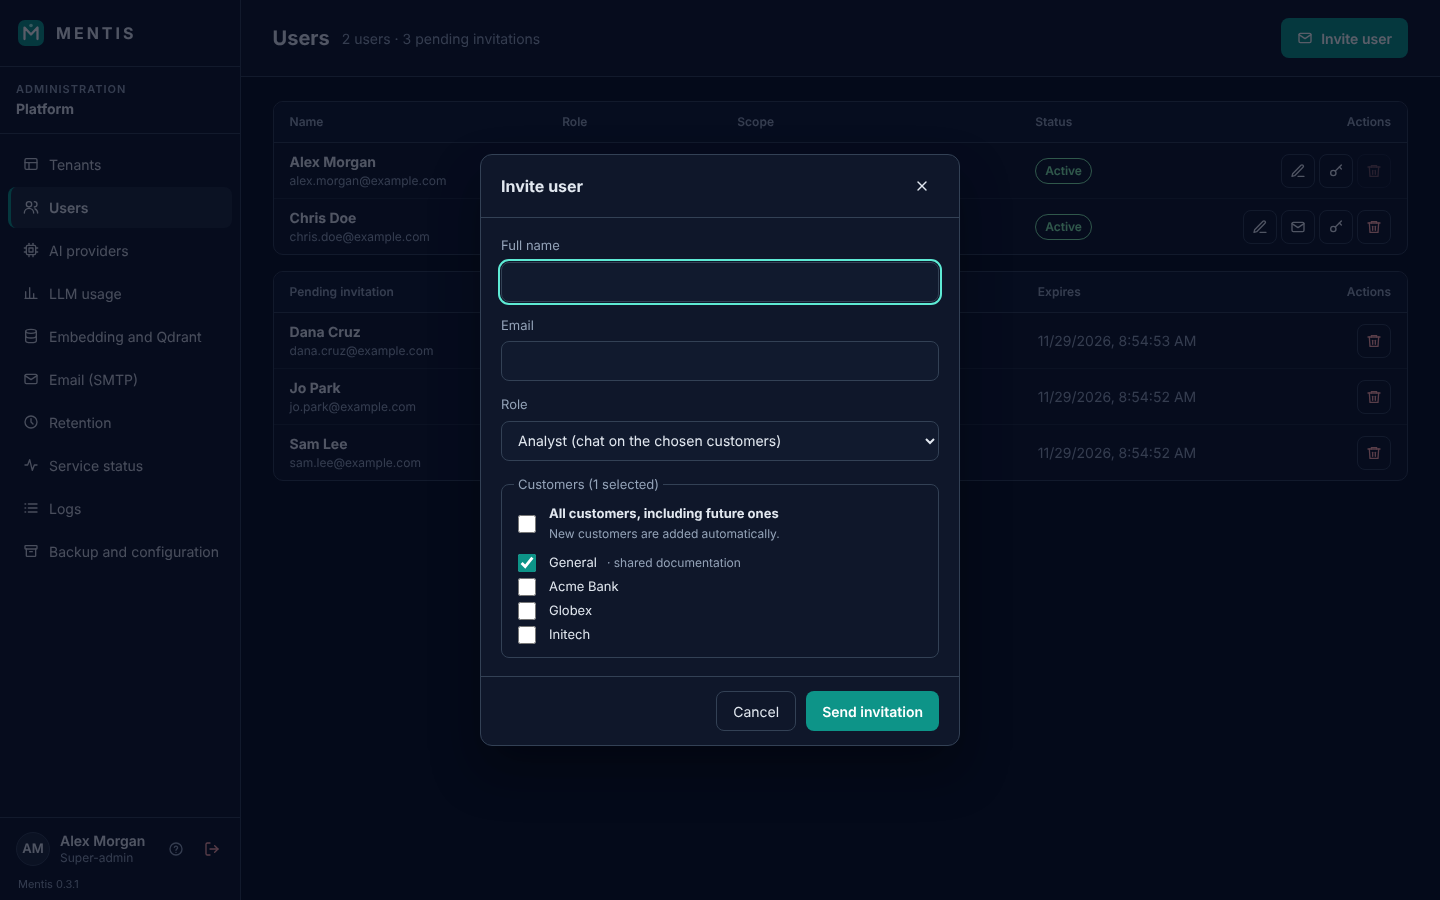 MENTIS
ADMINISTRATION
Platform
Tenants
Users
AI providers
LLM usage
Embedding and Qdrant
Email (SMTP)
Retention
Service status
Logs
Backup and configuration
AM
Alex Morgan
Super-admin
Mentis 0.3.1
Users 2 users · 3 pending invitations
Invite user
Name Role Scope Status Actions
Alex Morgan
alex.morgan@example.com
Active
Chris Doe
chris.doe@example.com
Active
Pending invitation Expires Actions
Dana Cruz
dana.cruz@example.com
11/29/2026, 8:54:53 AM
Jo Park
jo.park@example.com
11/29/2026, 8:54:52 AM
Sam Lee
sam.lee@example.com
11/29/2026, 8:54:52 AM
Invite user
Full name
Email
Role
Analyst (chat on the chosen customers)
Customers (1 selected)
All customers, including future ones
New customers are added automatically.
General · shared documentation
Acme Bank
Globex
Initech
Cancel
Send invitation